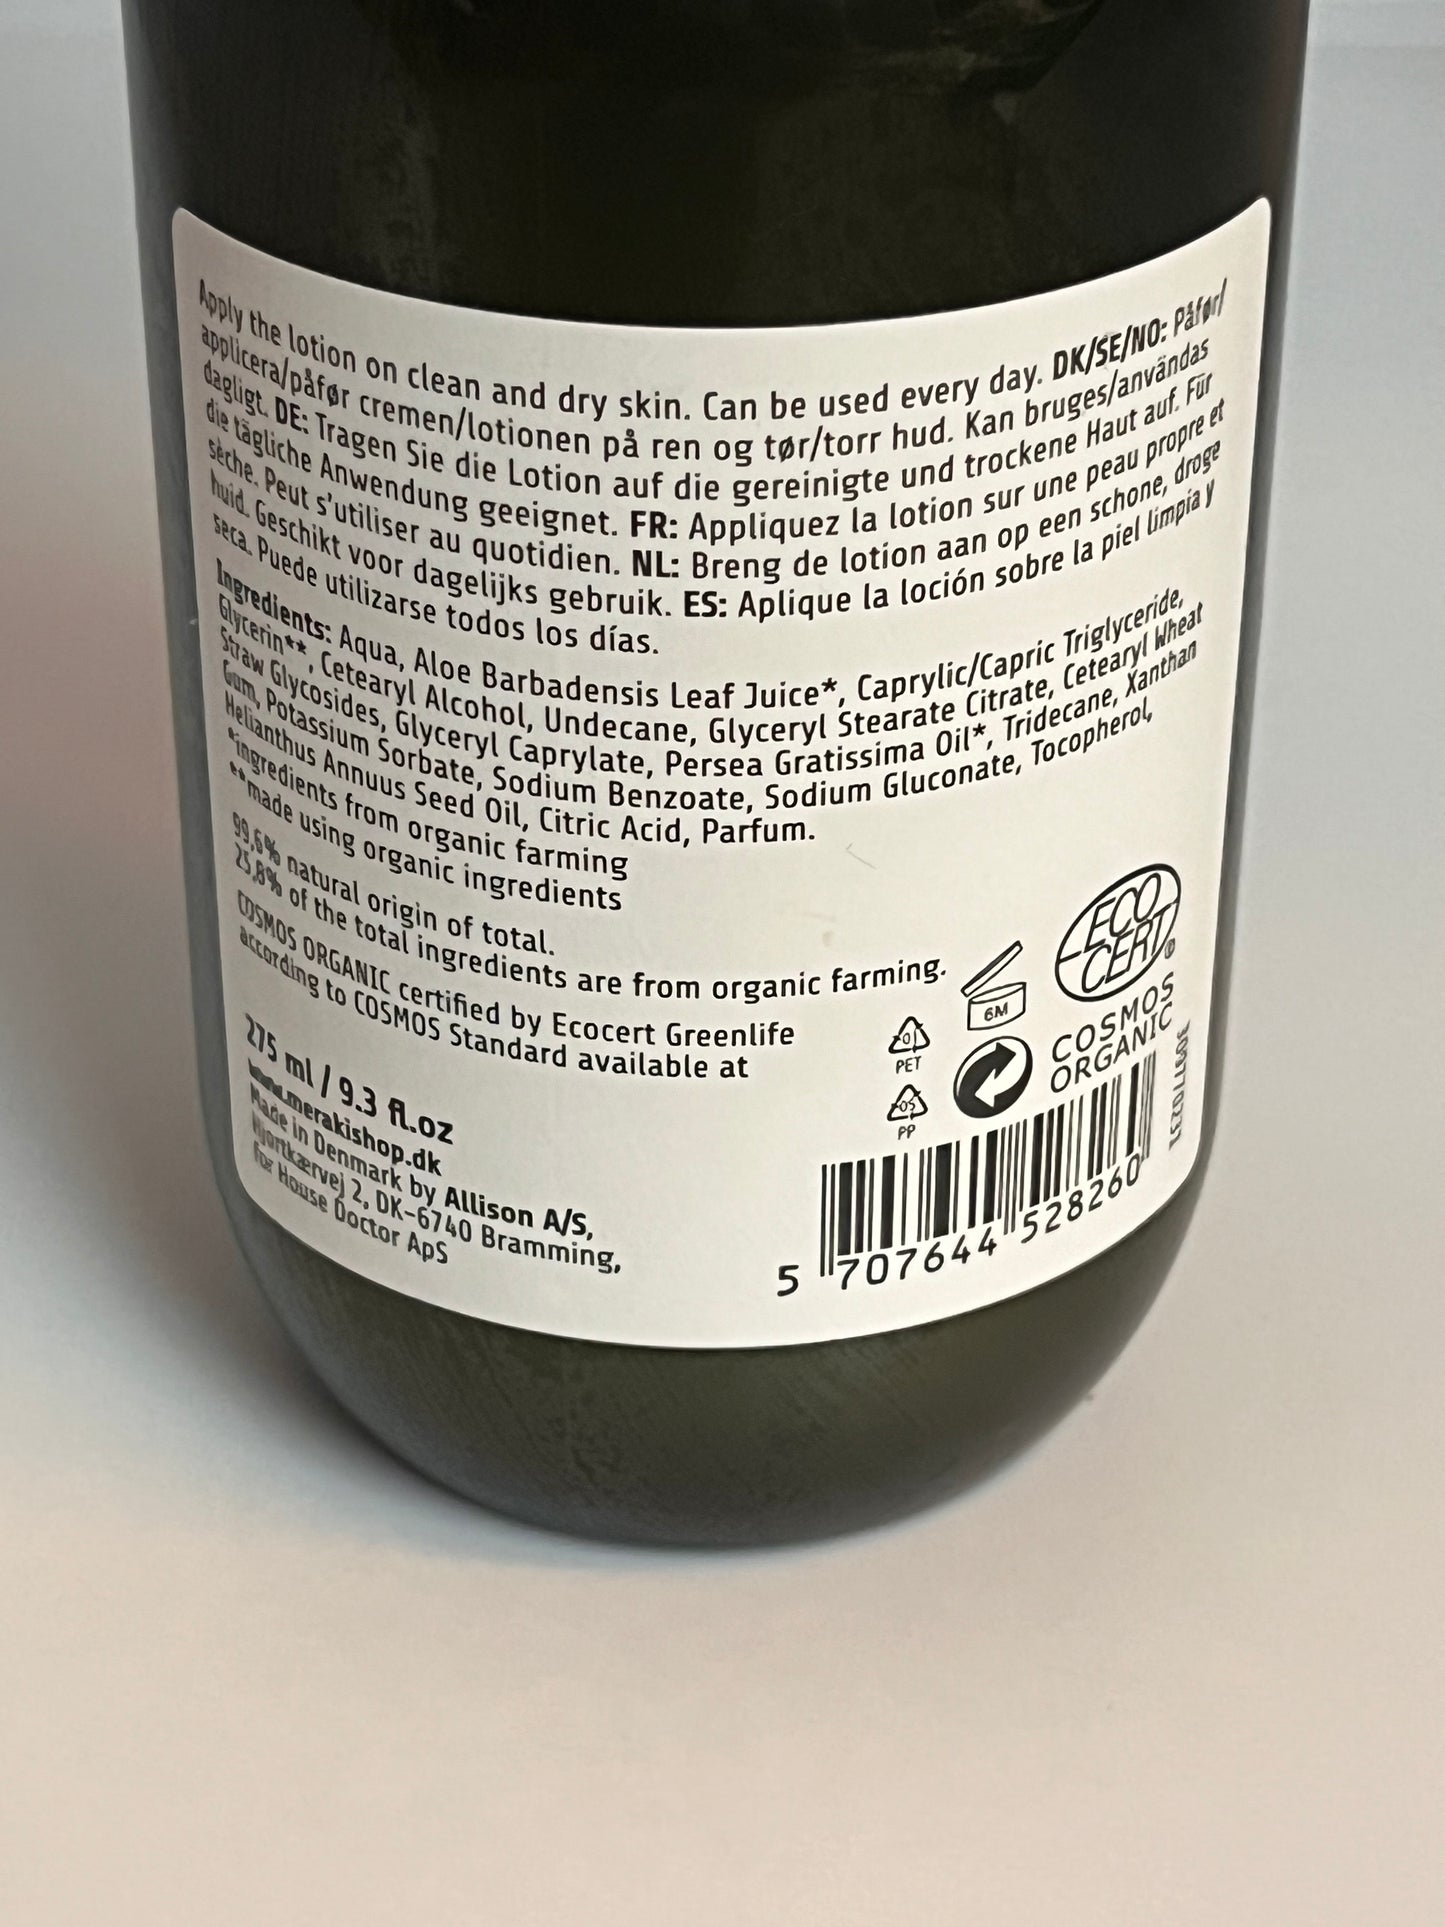 Apply the lotion on clean and dry skin. Can be used every day. DK/SE/NO: Påfør/
applicera/påfør cremen/lotionen på ren og tør/torr hud. Kan bruges/användas
dagligt. DE: Tragen Sie die Lotion auf die gereinigte und trockene Haut auf. Für
die tägliche Anwendung geeignet. FR: Appliquez la lotion sur une peau propre et
sèche. Peut s'utiliser au quotidien. NL: Breng de lotion aan op een schone, droge
huid. Geschikt voor dagelijks gebruik. ES: Aplique la loción sobre la piel limpia y
seca. Puede utilizarse todos los días.
Ingredients: Aqua, Aloe Barbadensis Leaf Juice*, Caprylic/Capric Triglyceride,
Glycerin**, Cetearyl Alcohol, Undecane, Glyceryl Stearate Citrate, Cetearyl Wheat
Straw Glycosides, Glyceryl Caprylate, Persea Gratissima Oil*, Tridecane, Xanthan
Gum, Potassium Sorbate, Sodium Benzoate, Sodium Gluconate, Tocopherol,
Helianthus Annuus Seed Oil, Citric Acid, Parfum.
*ingredients from organic farming
**made using organic ingredients
99,6% natural origin of total.
25,8% of the total ingredients are from organic farming.
COSMOS ORGANIC certified by Ecocert Greenlife
according to COSMOS Standard available at
275 ml / 9.3 fl.oz
www.merakishop.dk
Made in Denmark by Allison A/S,
Hjortkærvej 2, DK-6740 Bramming,
for House Doctor ApS
01
PET
05
PP
6M
ECO
CERT®
COSMOS
ORGANIC
5 707644 528260